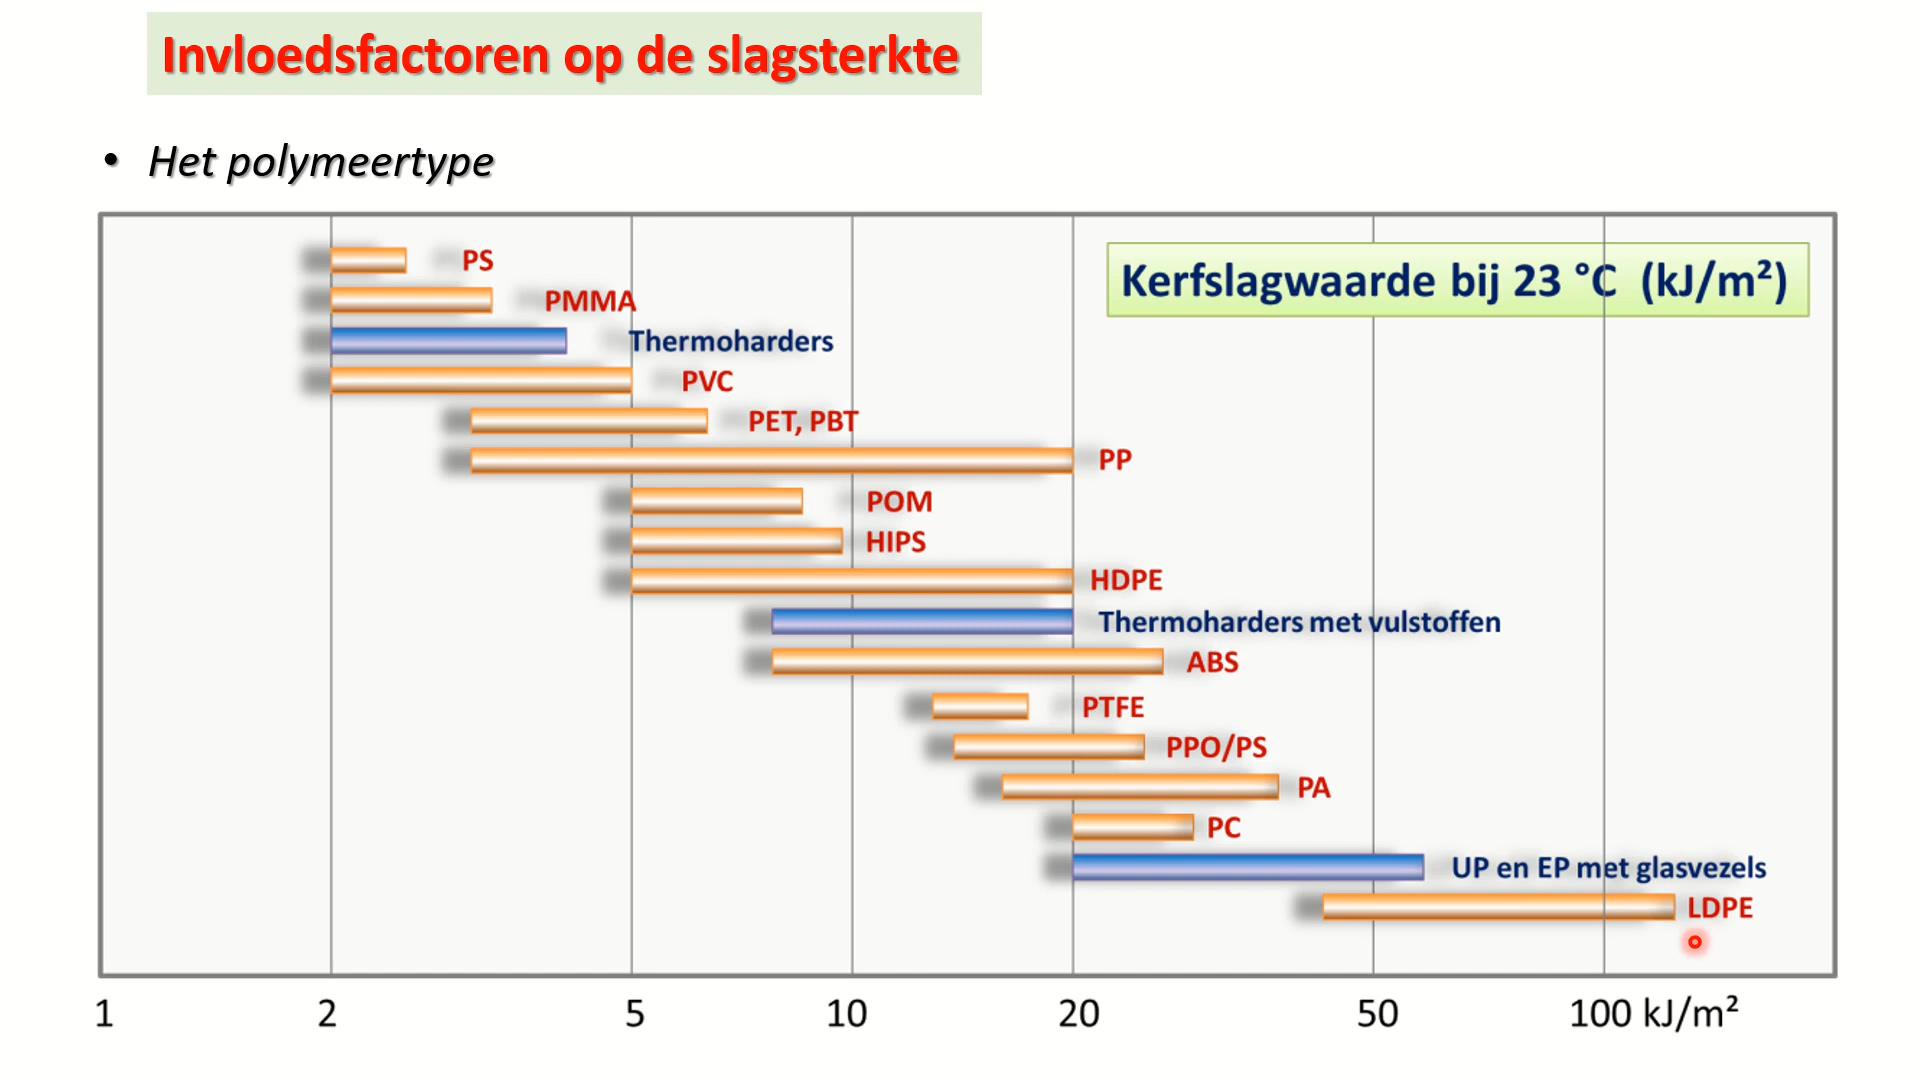 Invloedsfactoren op de slagsterkte
• Het polymeertype
Kerfslagwaarde bij 23 °C (kJ/m²)
PS
PMMA
Thermoharders
PVC
PET, PBT
PP
POM
HIPS
HDPE
Thermoharders met vulstoffen
ABS
PTFE
PPO/PS
PA
PC
UP en EP met glasvezels
LDPE
1 2 5 10 20 50 100 kJ/m²